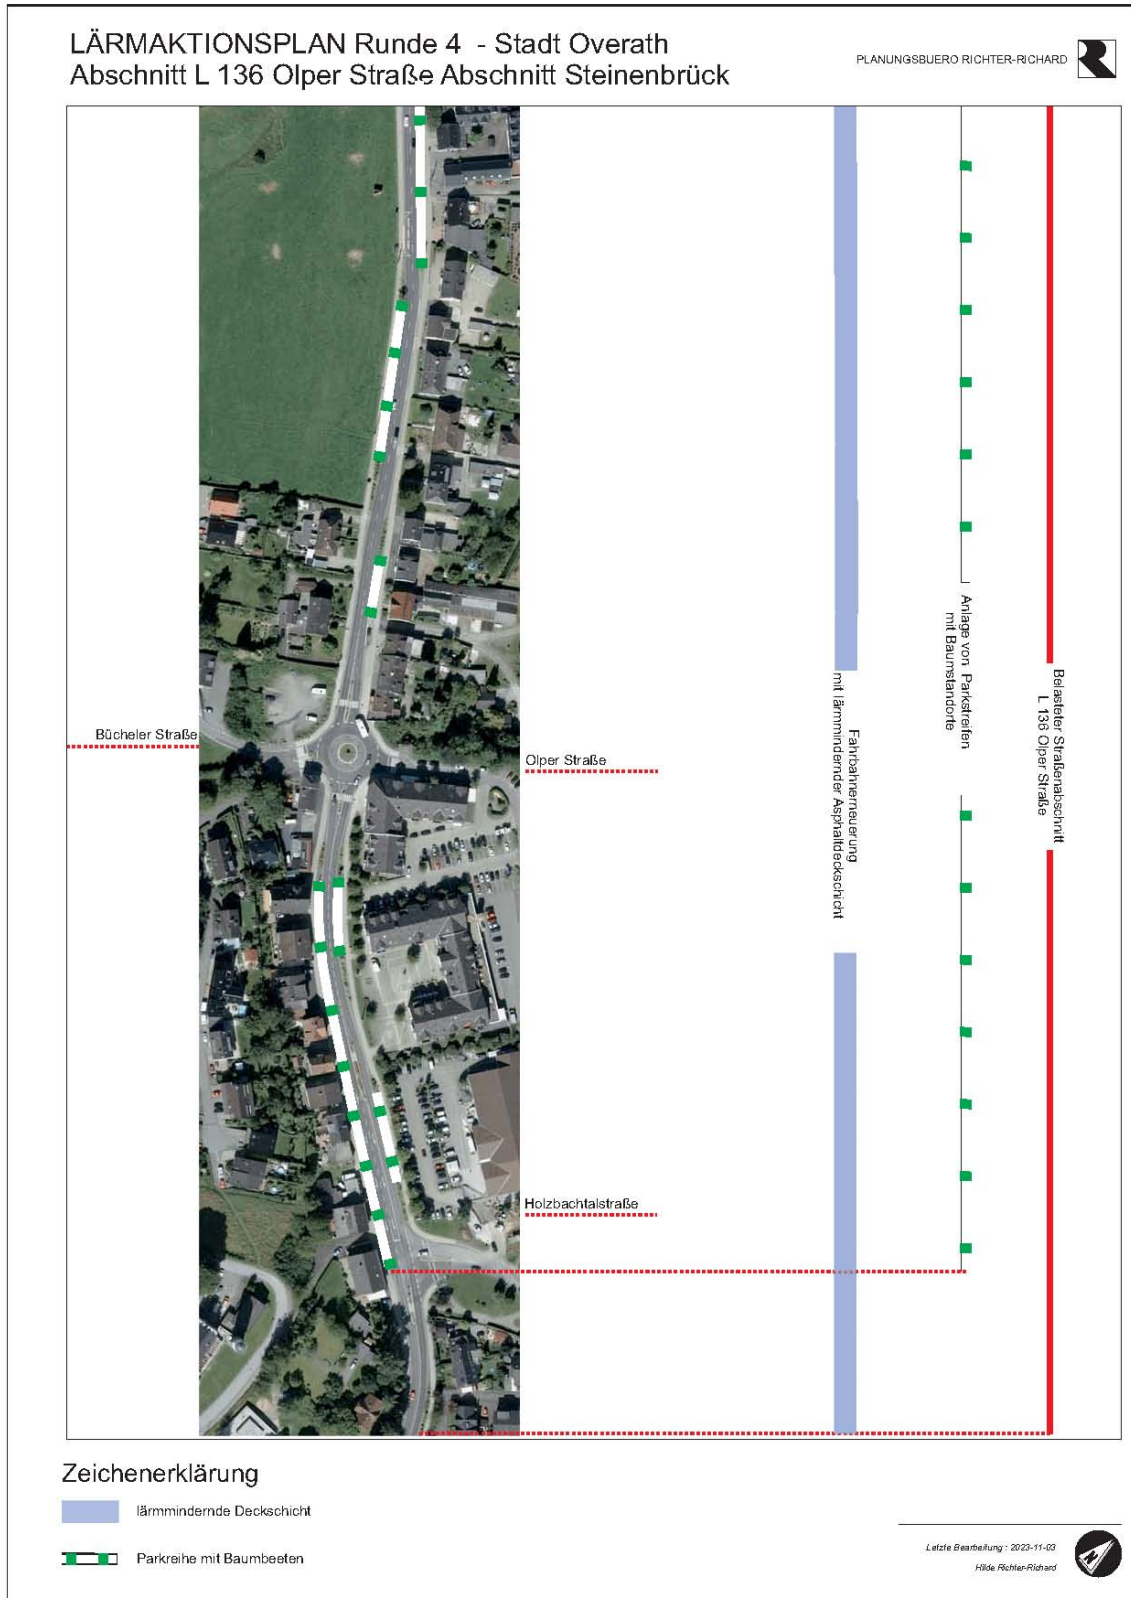 LÄRMAKTIONSPLAN Runde 4 - Stadt Overath
Abschnitt L 136 Olper Straße Abschnitt Steinenbrück
PLANUNGSBUERO RICHTER-RICHARD
Bücheler Straße
Olper Straße
Holzbachtalstraße
Fahrbahnerneuerung
mit lärmmindernder Asphaltdeckschicht
Anlage von Parkstreifen
mit Baumstandorte
Belasteter Straßenabschnitt
L 136 Olper Straße
Zeichenerklärung
lärmmindernde Deckschicht
Parkreihe mit Baumbeeten
Letzte Bearbeitung : 2023-11-03
Hilde Richter-Richard
N